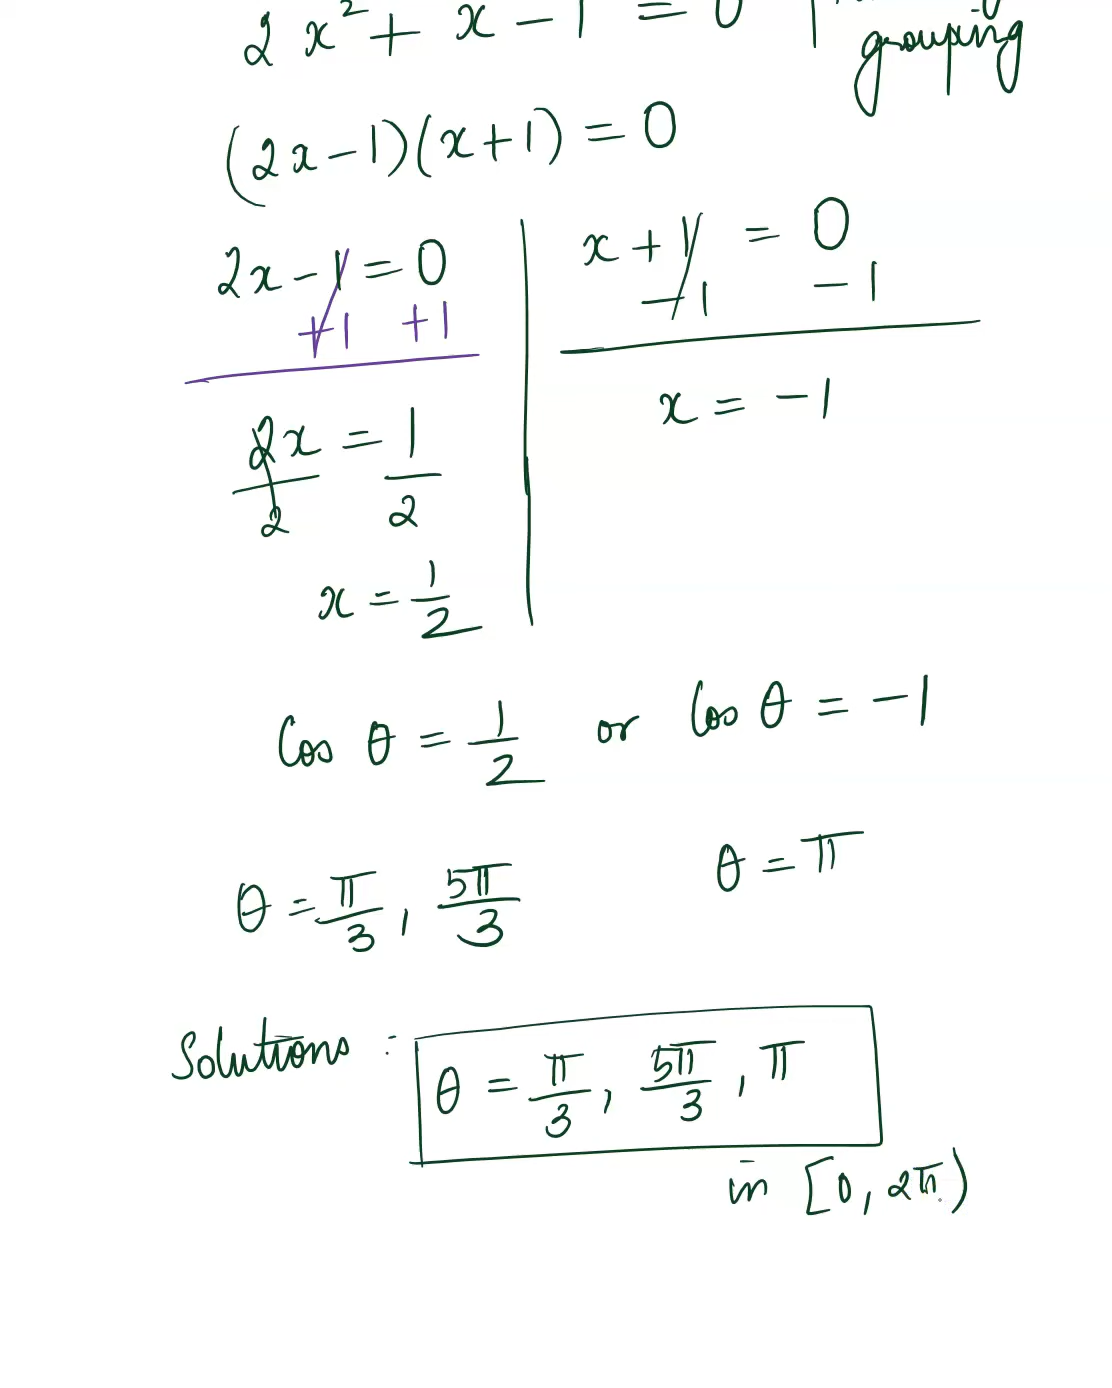 2x² + x - 1 = 0
grouping
(2x-1)(x+1) = 0
2x - 1 = 0
+1 +1
2x = 1
2 2
x = 1/2
x + 1 = 0
-1 -1
x = -1
Cos θ = 1/2 or Cos θ = -1
θ = π/3, 5π/3 θ = π
Solutions : θ = π/3, 5π/3, π
in [0, 2π)